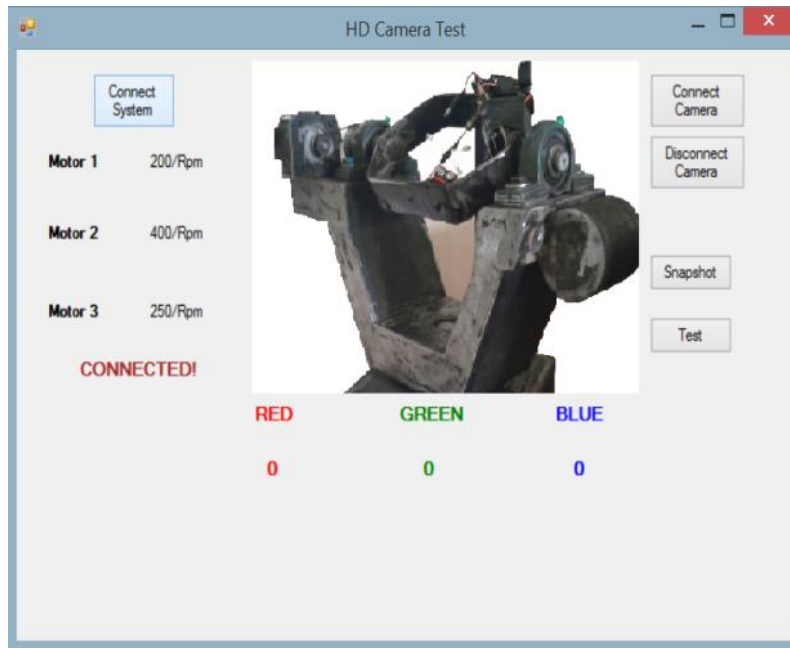 HD Camera Test
Connect
System
Connect
Camera
Motor 1 200/Rpm
Disconnect
Camera
Motor 2 400/Rpm
Snapshot
Motor 3 250/Rpm
Test
CONNECTED!
RED GREEN BLUE
0 0 0